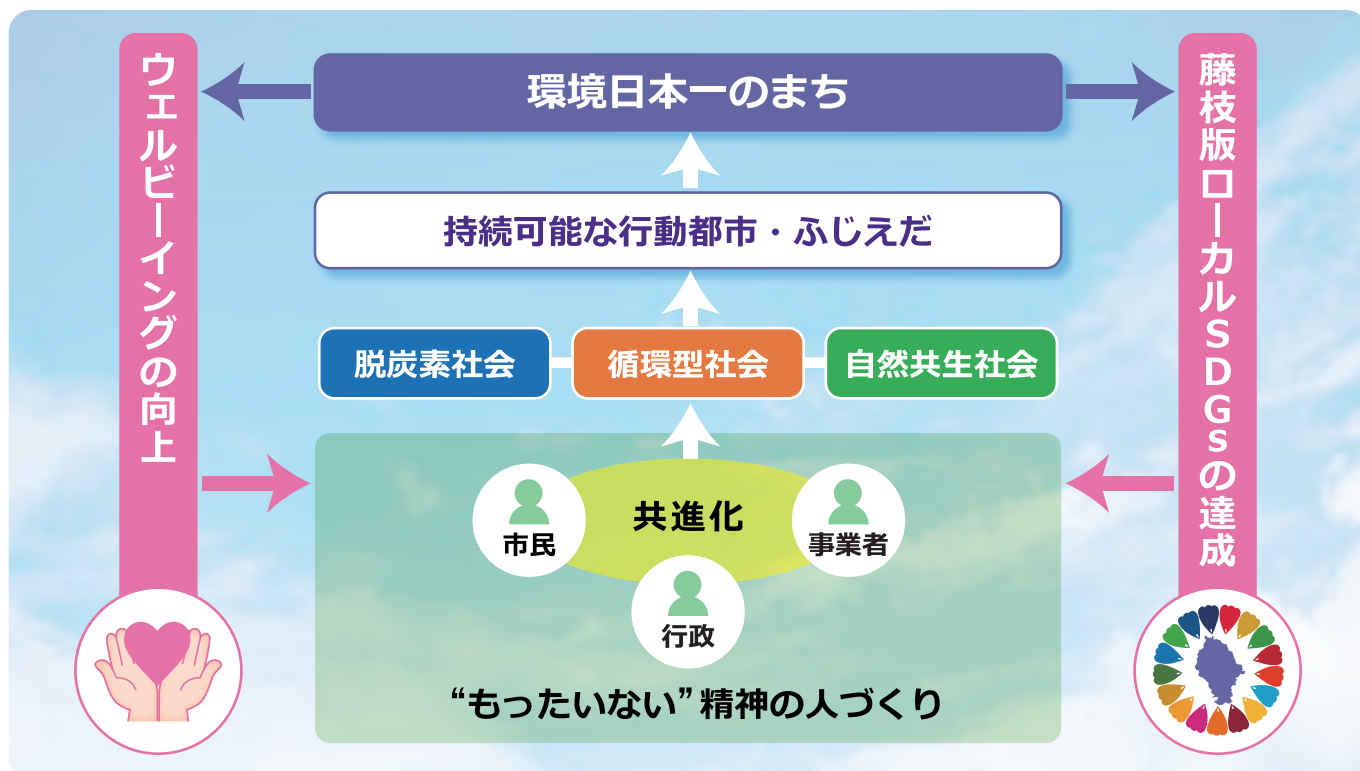 環境日本一のまち
持続可能な行動都市・ふじえだ
脱炭素社会
循環型社会
自然共生社会
共進化
市民
事業者
行政
“もったいない”精神の人づくり
ウェルビーイングの向上
藤枝版ローカルSDGsの達成